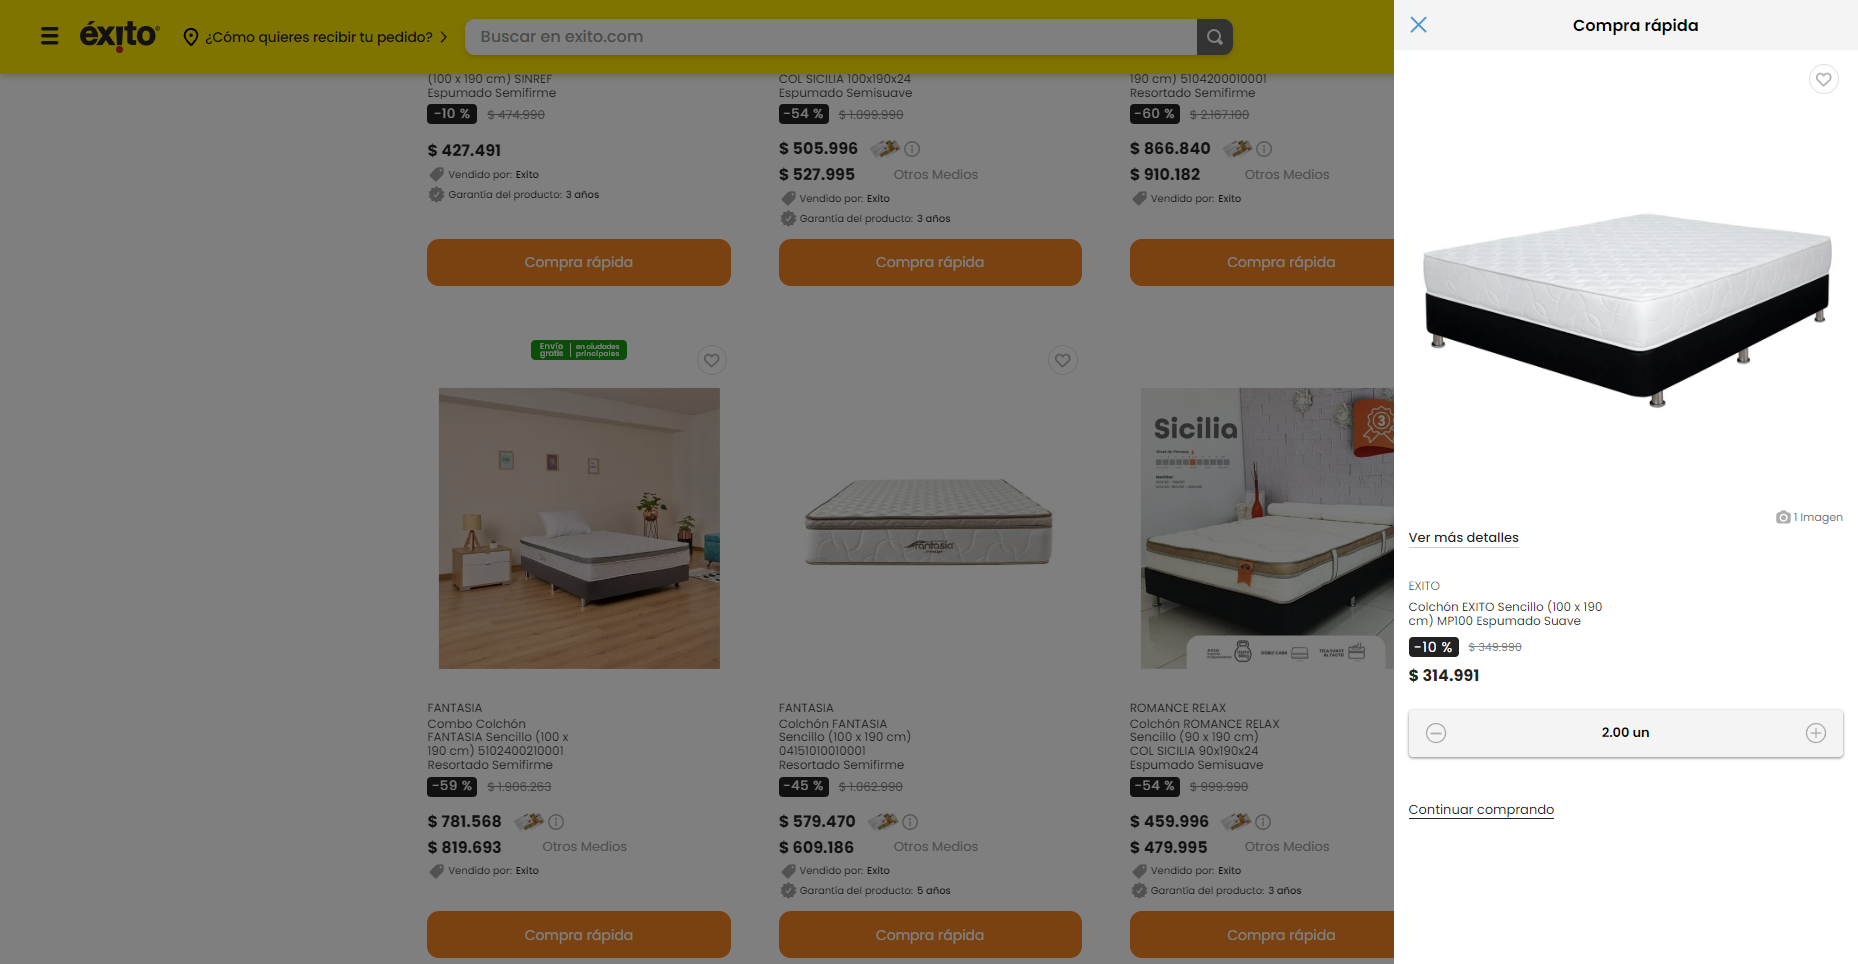 éxito
¿Cómo quieres recibir tu pedido?
Buscar en exito.com
(100 x 190 cm) SINREF
Espumado Semifirme
-10 % $ 474.990
$ 427.491
Vendido por: Exito
Garantía del producto: 3 años
Compra rápida
COL SICILIA 100x190x24
Espumado Semisuave
-54 % $ 1.099.990
$ 505.996
$ 527.995 Otros Medios
Vendido por: Exito
Garantía del producto: 3 años
Compra rápida
190 cm) 5104200010001
Resortado Semifirme
-60 % $ 2.167.100
$ 866.840
$ 910.182 Otros Medios
Vendido por: Exito
Compra rápida
Envío gratis en ciudades principales
FANTASIA
Combo Colchón
FANTASIA Sencillo (100 x
190 cm) 5102400210001
Resortado Semifirme
-59 % $ 1.906.263
$ 781.568
$ 819.693 Otros Medios
Vendido por: Exito
Compra rápida
fantasia
FANTASIA
Colchón FANTASIA
Sencillo (100 x 190 cm)
04151010010001
Resortado Semifirme
-45 % $ 1.062.990
$ 579.470
$ 609.186 Otros Medios
Vendido por: Exito
Garantía del producto: 5 años
Compra rápida
Sicilia
3
ROMANCE RELAX
Colchón ROMANCE RELAX
Sencillo (90 x 190 cm)
COL SICILIA 90x190x24
Espumado Semisuave
-54 % $ 999.990
$ 459.996
$ 479.995 Otros Medios
Vendido por: Exito
Garantía del producto: 3 años
Compra rápida
Compra rápida
1 Imagen
Ver más detalles
EXITO
Colchón EXITO Sencillo (100 x 190
cm) MP100 Espumado Suave
-10 % $ 349.990
$ 314.991
2.00 un
Continuar comprando